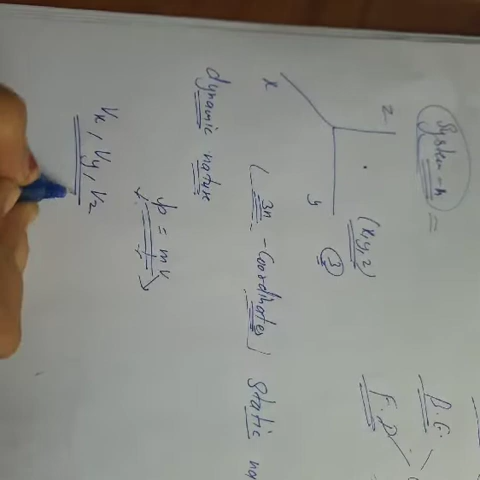 System-n =
z
(x,y,z)
x
y
3
B.E.
F.D
(3n - Coordinates) Static
dynamic nature
p = mv
Vx, Vy, Vz